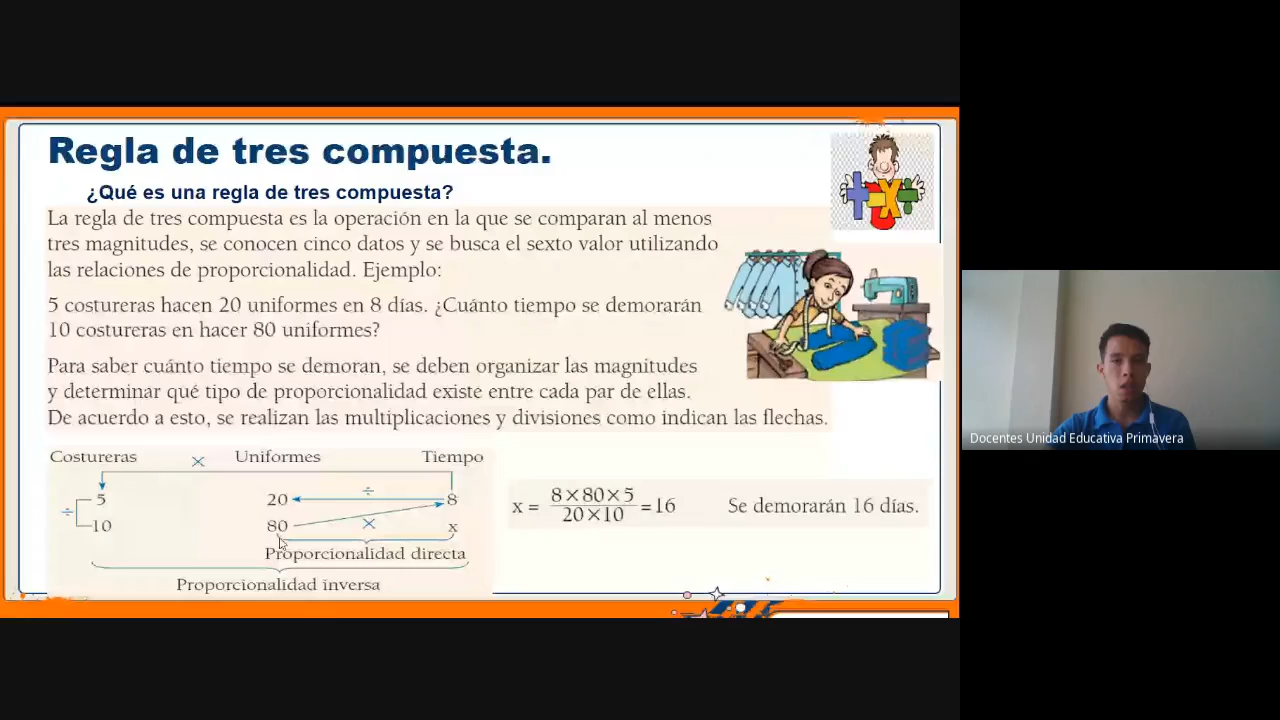 Regla de tres compuesta.
¿Qué es una regla de tres compuesta?
La regla de tres compuesta es la operación en la que se comparan al menos
tres magnitudes, se conocen cinco datos y se busca el sexto valor utilizando
las relaciones de proporcionalidad. Ejemplo:
5 costureras hacen 20 uniformes en 8 días. ¿Cuánto tiempo se demorarán
10 costureras en hacer 80 uniformes?
Para saber cuánto tiempo se demoran, se deben organizar las magnitudes
y determinar qué tipo de proporcionalidad existe entre cada par de ellas.
De acuerdo a esto, se realizan las multiplicaciones y divisiones como indican las flechas.
Costureras × Uniformes Tiempo
5 20 ÷ 8
÷
10 80 × x
Proporcionalidad directa
Proporcionalidad inversa
x = 8×80×5 / 20×10 =16 Se demorarán 16 días.
Docentes Unidad Educativa Primavera